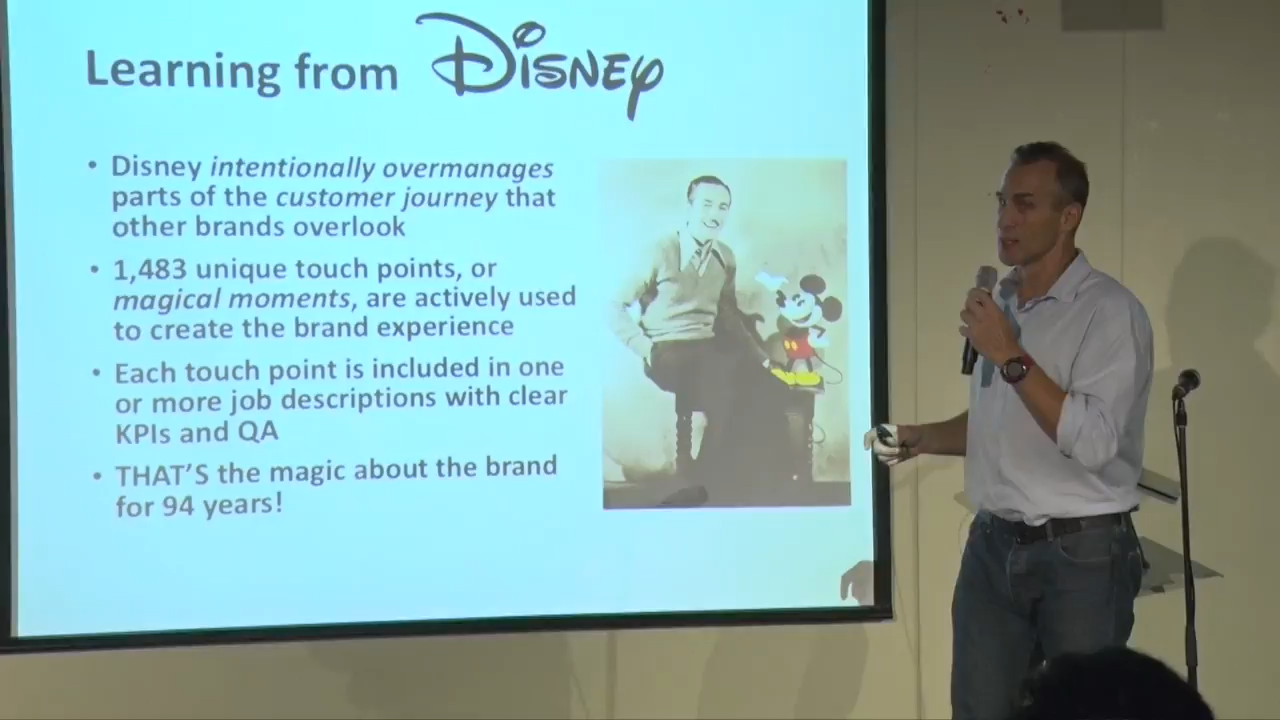 Learning from Disney
• Disney intentionally overmanages
parts of the customer journey that
other brands overlook
• 1,483 unique touch points, or
magical moments, are actively used
to create the brand experience
• Each touch point is included in one
or more job descriptions with clear
KPIs and QA
• THAT'S the magic about the brand
for 94 years!